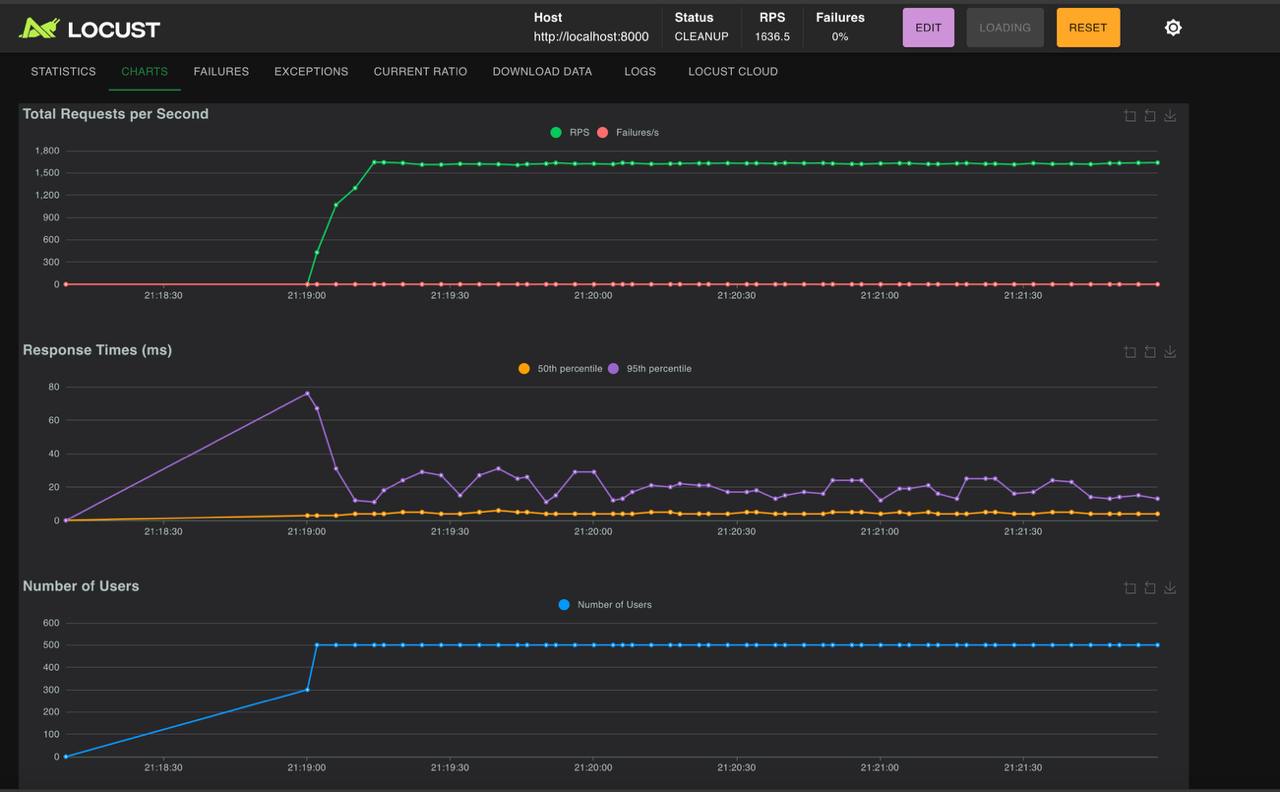 LOCUST
Host
http://localhost:8000
Status
CLEANUP
RPS
1636.5
Failures
0%
EDIT
LOADING
RESET
STATISTICS CHARTS FAILURES EXCEPTIONS CURRENT RATIO DOWNLOAD DATA LOGS LOCUST CLOUD
Total Requests per Second
RPS Failures/s
1,800
1,500
1,200
900
600
300
0
21:18:30 21:19:00 21:19:30 21:20:00 21:20:30 21:21:00 21:21:30
Response Times (ms)
50th percentile 95th percentile
80
60
40
20
0
21:18:30 21:19:00 21:19:30 21:20:00 21:20:30 21:21:00 21:21:30
Number of Users
Number of Users
600
500
400
300
200
100
0
21:18:30 21:19:00 21:19:30 21:20:00 21:20:30 21:21:00 21:21:30